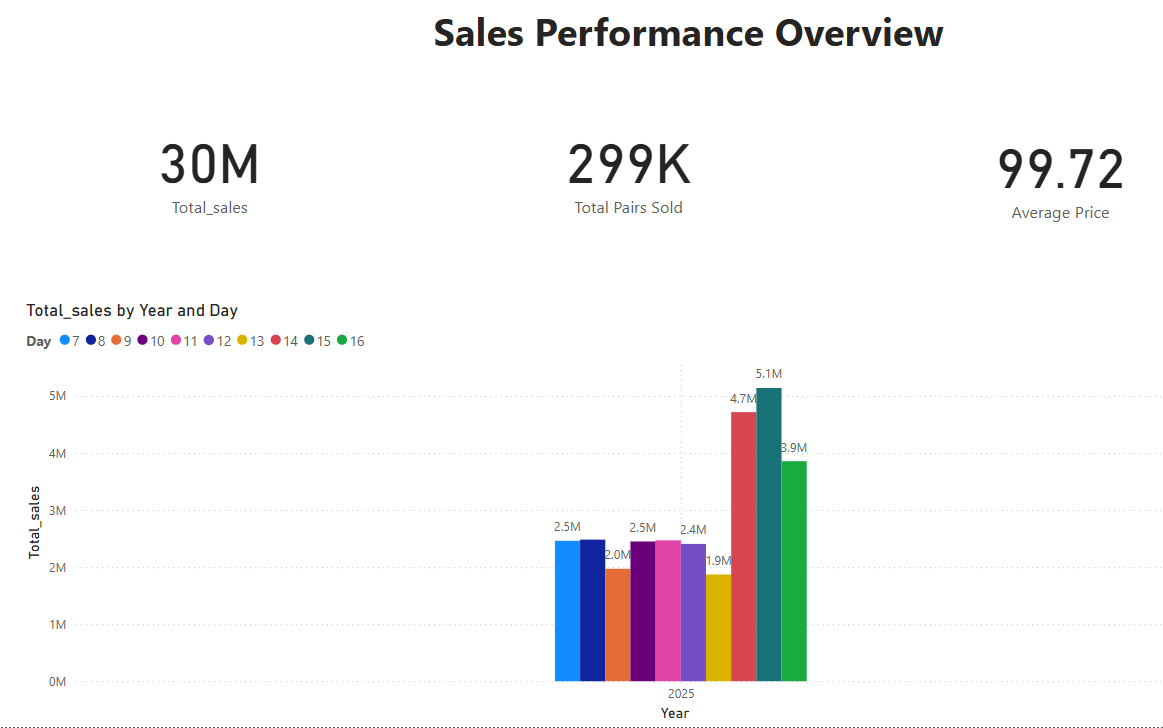 Sales Performance Overview
30M
Total_sales
299K
Total Pairs Sold
99.72
Average Price
Total_sales by Year and Day
Day 7 8 9 10 11 12 13 14 15 16
5.1M
5M
4.7M
4M
3.9M
3M
2.5M
2.5M
2.4M
2.0M
1.9M
2M
1M
0M
Total_sales
2025
Year